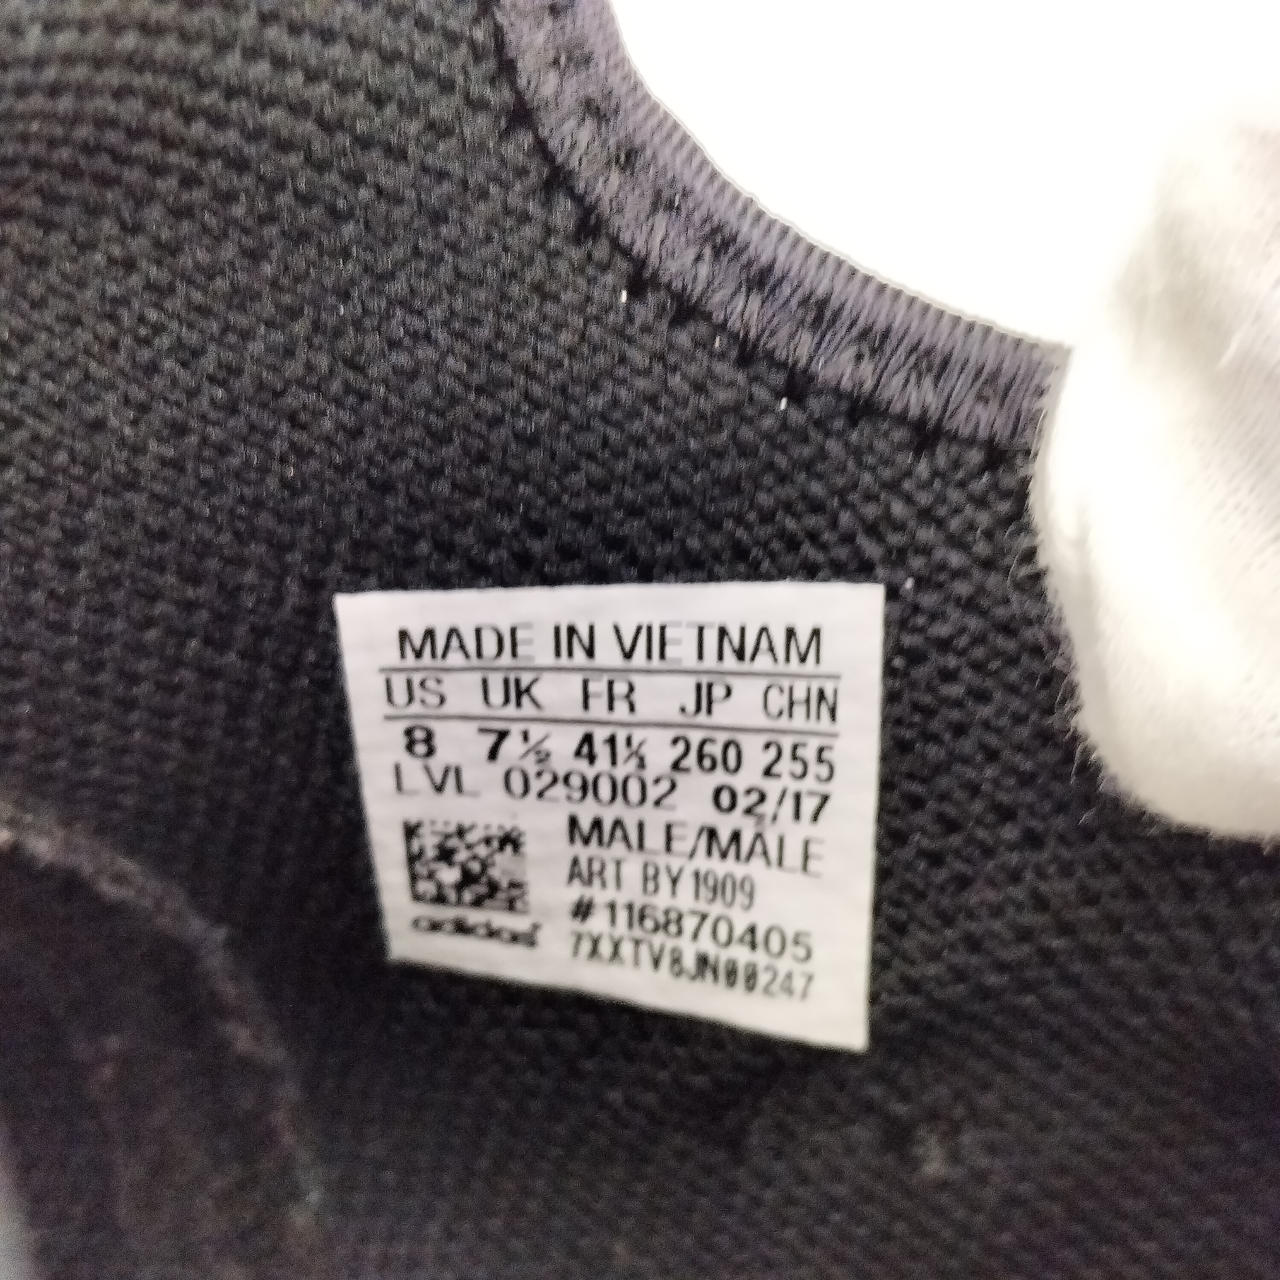 MADE IN VIETNAM
US UK FR JP CHN
8 7½ 41⅓ 260 255
LVL 029002 02/17
MALE/MÂLE
ART BY1909
#116870405
adidas
7XXTV8JN00247